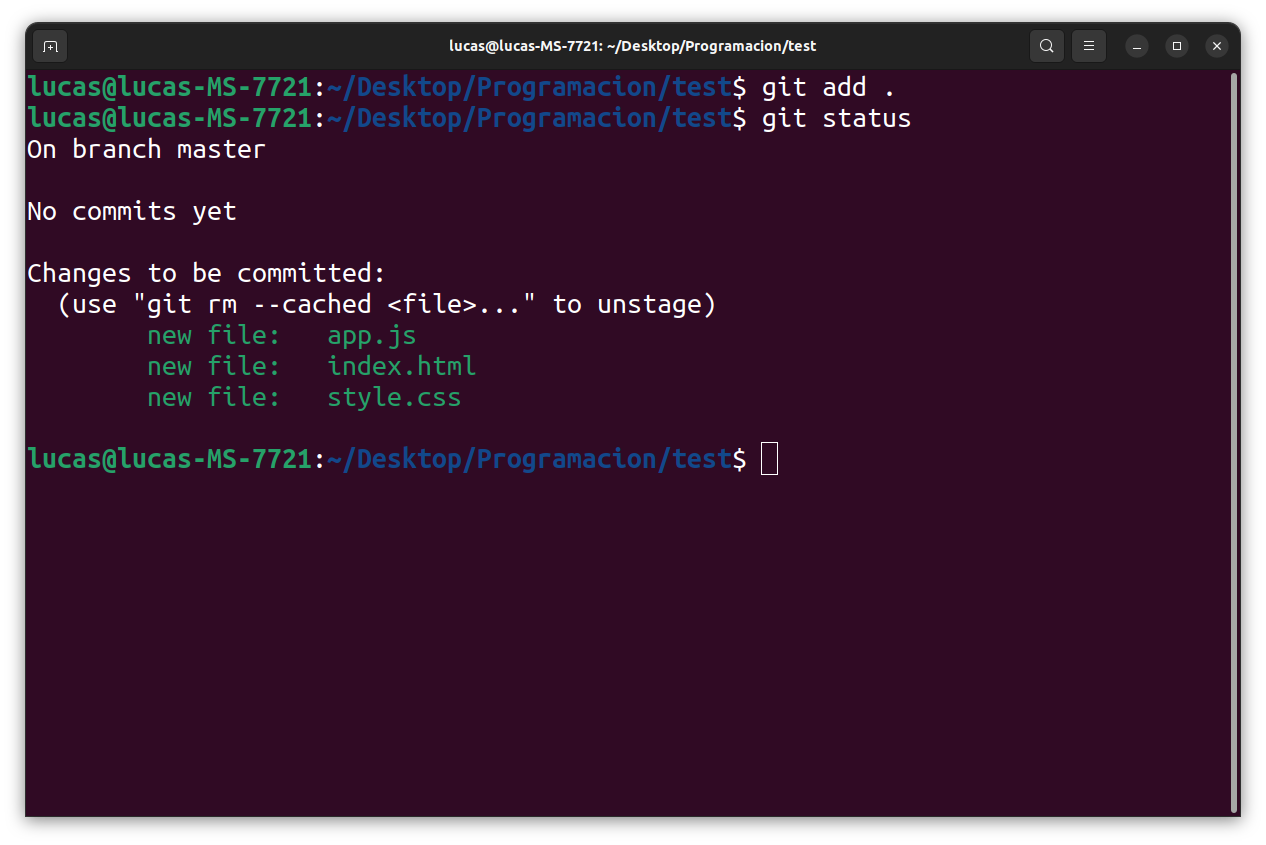 lucas@lucas-MS-7721: ~/Desktop/Programacion/test
lucas@lucas-MS-7721:~/Desktop/Programacion/test$ git add .
lucas@lucas-MS-7721:~/Desktop/Programacion/test$ git status
On branch master
No commits yet
Changes to be committed:
  (use "git rm --cached <file>..." to unstage)
        new file:   app.js
        new file:   index.html
        new file:   style.css
lucas@lucas-MS-7721:~/Desktop/Programacion/test$